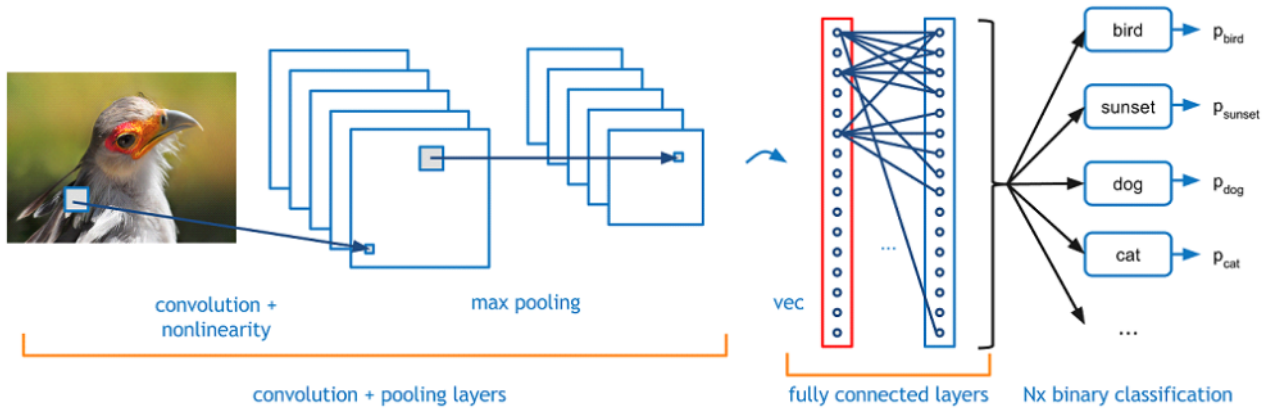 bird
p_bird
sunset
p_sunset
dog
p_dog
cat
p_cat
...
...
convolution +
nonlinearity
max pooling
vec
convolution + pooling layers
fully connected layers
Nx binary classification